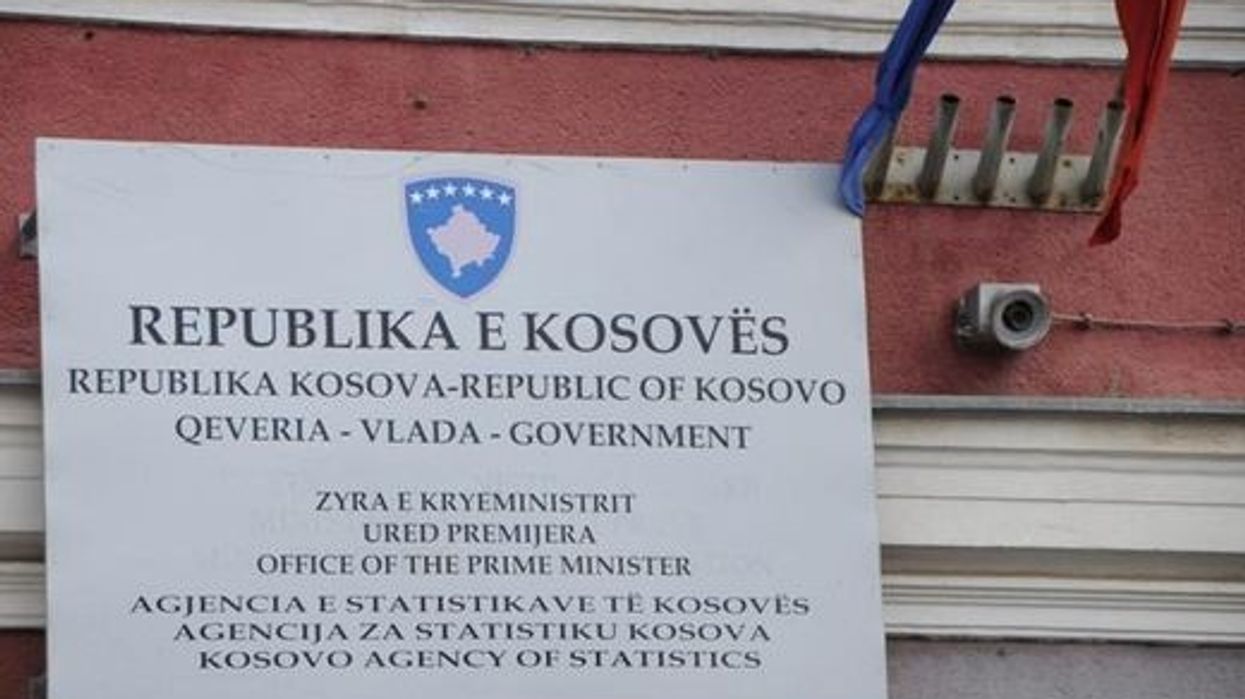 REPUBLIKA E KOSOVËS
REPUBLIKA KOSOVA-REPUBLIC OF KOSOVO
QEVERIA - VLADA - GOVERNMENT
ZYRA E KRYEMINISTRIT
URED PREMIJERA
OFFICE OF THE PRIME MINISTER
AGJENCIA E STATISTIKAVE TË KOSOVËS
AGENCIJA ZA STATISTIKU KOSOVA
KOSOVO AGENCY OF STATISTICS